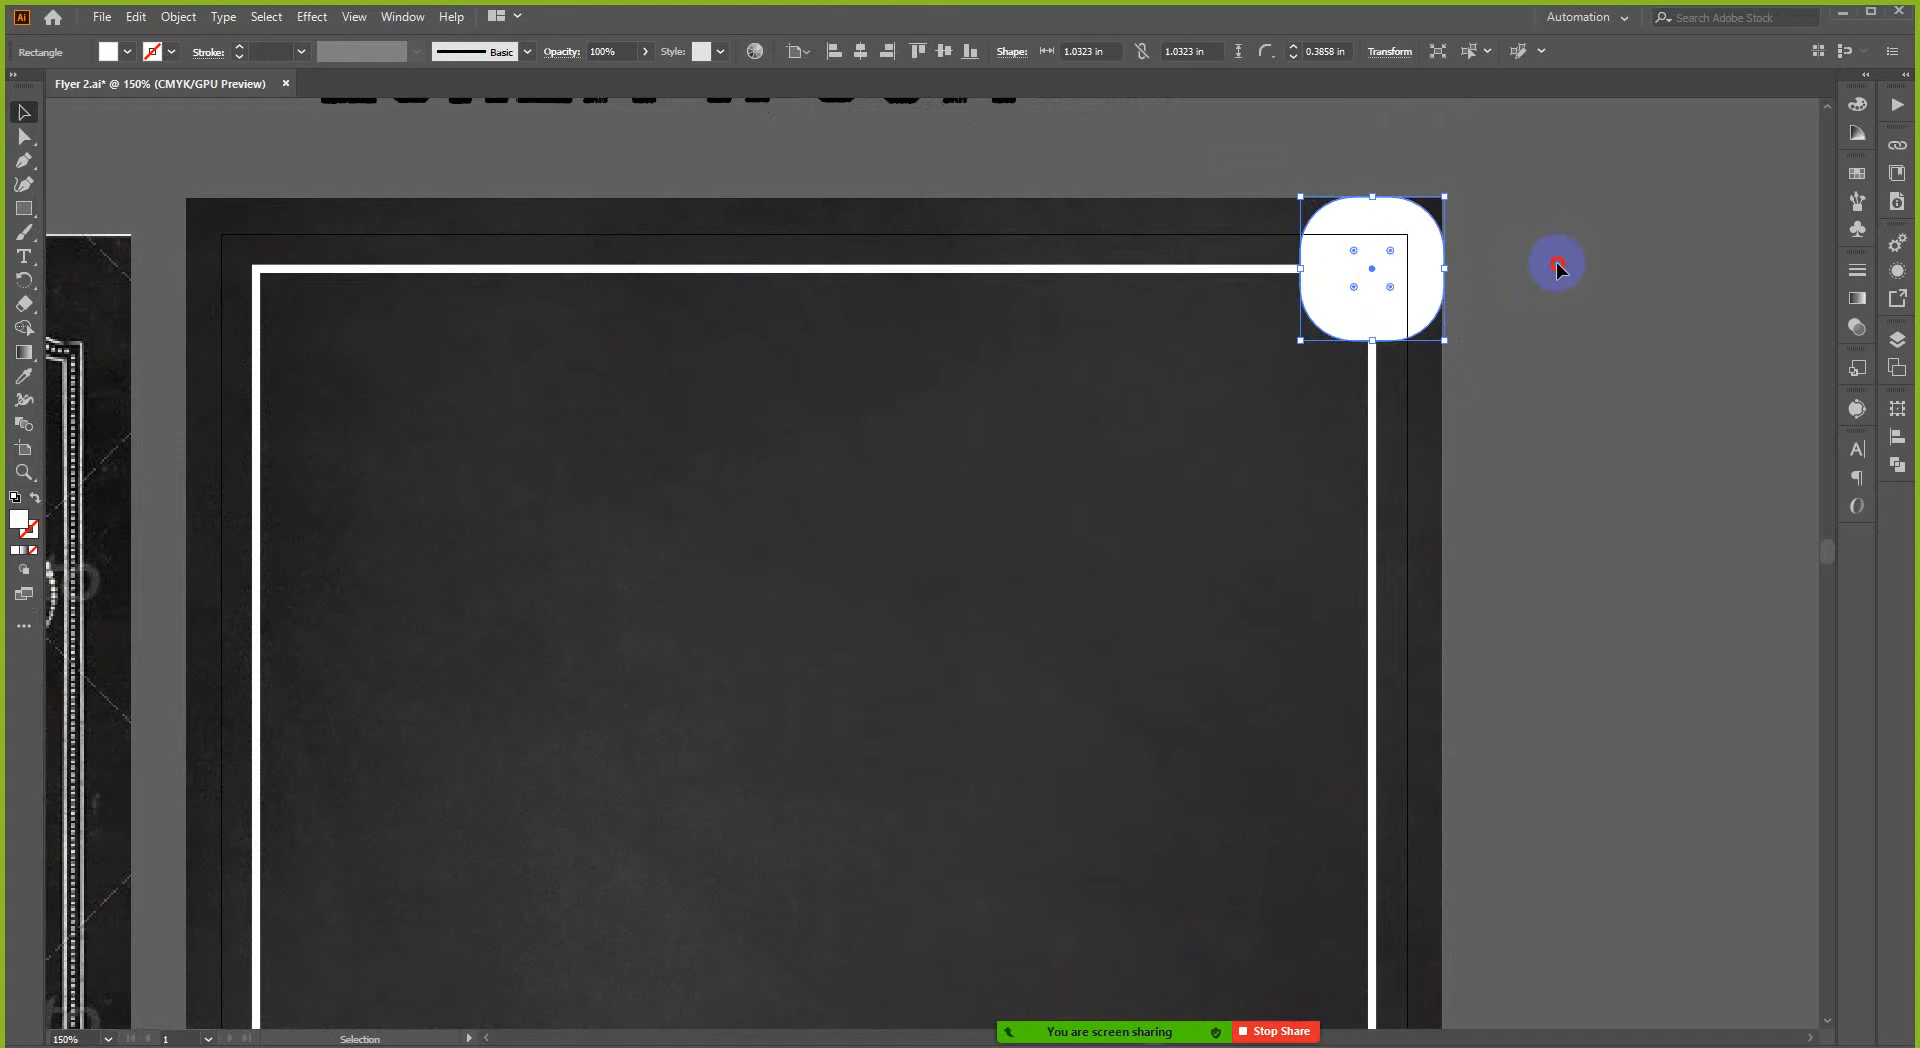 Ai File Edit Object Type Select Effect View Window Help Automation Search Adobe Stock
Rectangle Stroke: Basic Opacity: 100% Style: Shape: 1.0323 in 1.0323 in 0.3858 in Transform
Flyer 2.ai* @ 150% (CMYK/GPU Preview) ×
You are screen sharing Stop Share
150% 1 Selection